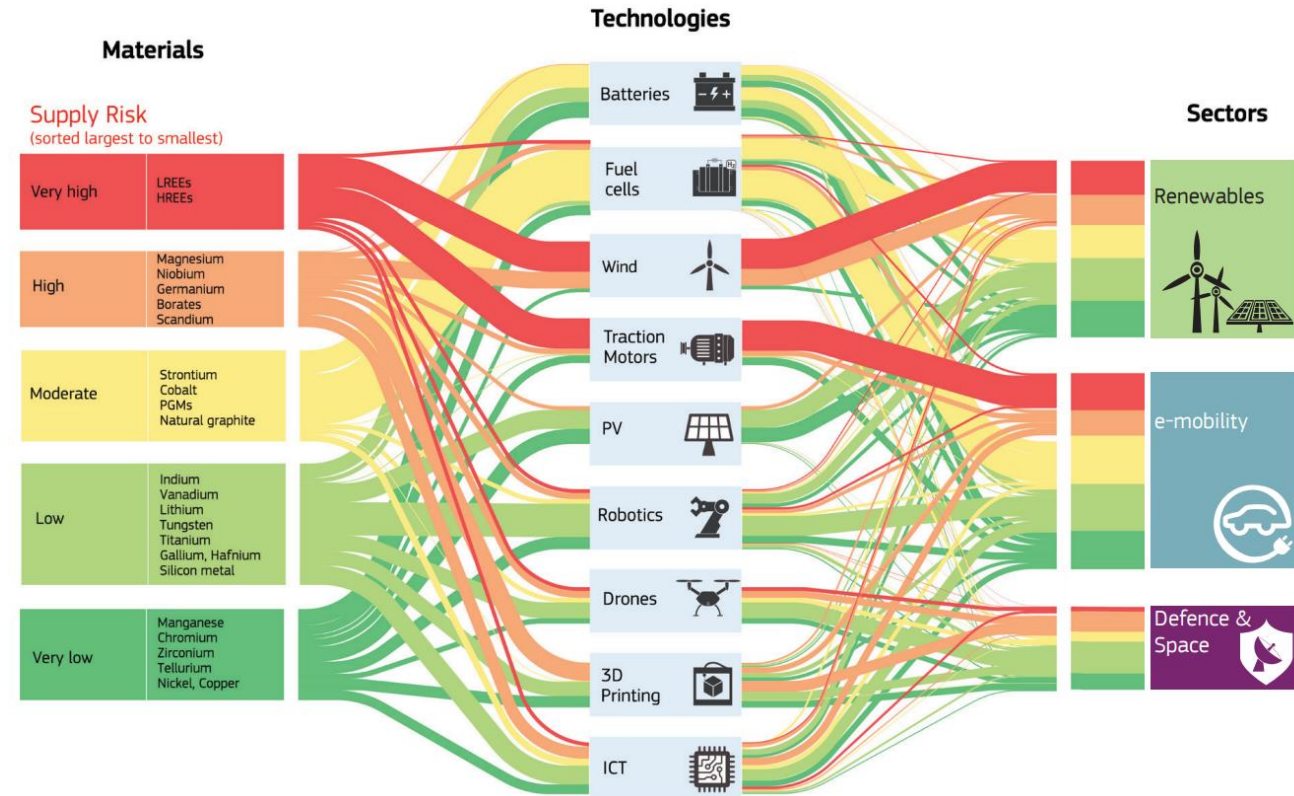 Technologies
Materials
Supply Risk
(sorted largest to smallest)
Very high
LREEs
HREEs
High
Magnesium
Niobium
Germanium
Borates
Scandium
Moderate
Strontium
Cobalt
PGMs
Natural graphite
Low
Indium
Vanadium
Lithium
Tungsten
Titanium
Gallium, Hafnium
Silicon metal
Very low
Manganese
Chromium
Zirconium
Tellurium
Nickel, Copper
Batteries
Fuel
cells
H2
Wind
Traction
Motors
PV
Robotics
Drones
3D
Printing
ICT
Sectors
Renewables
e-mobility
Defence &
Space